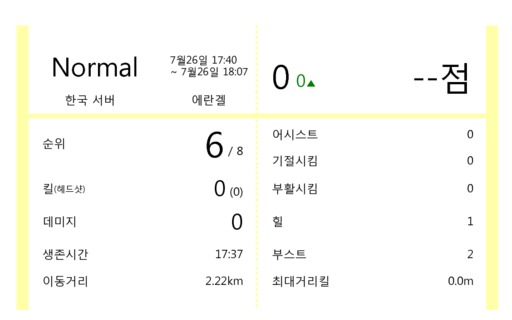 Normal
7월26일 17:40
~ 7월26일 18:07
한국 서버
에란겔
0 0▲
--점
순위 6 / 8
킬(헤드샷) 0 (0)
데미지 0
생존시간 17:37
이동거리 2.22km
어시스트 0
기절시킴 0
부활시킴 0
힐 1
부스트 2
최대거리킬 0.0m